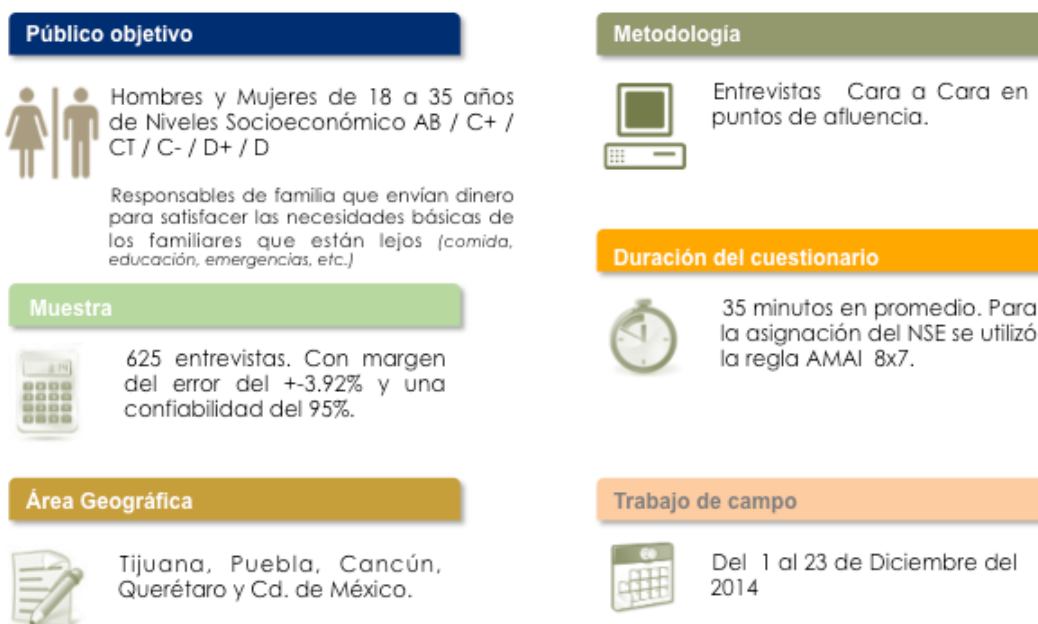 Público objetivo
Hombres y Mujeres de 18 a 35 años
de Niveles Socioeconómico AB / C+ /
CT / C- / D+ / D
Responsables de familia que envían dinero
para satisfacer las necesidades básicas de
los familiares que están lejos (comida,
educación, emergencias, etc.)
Muestra
625 entrevistas. Con margen
del error del +-3.92% y una
confiabilidad del 95%.
Área Geográfica
Tijuana, Puebla, Cancún,
Querétaro y Cd. de México.
Metodología
Entrevistas Cara a Cara en
puntos de afluencia.
Duración del cuestionario
35 minutos en promedio. Para
la asignación del NSE se utilizó
la regla AMAI 8x7.
Trabajo de campo
Del 1 al 23 de Diciembre del
2014